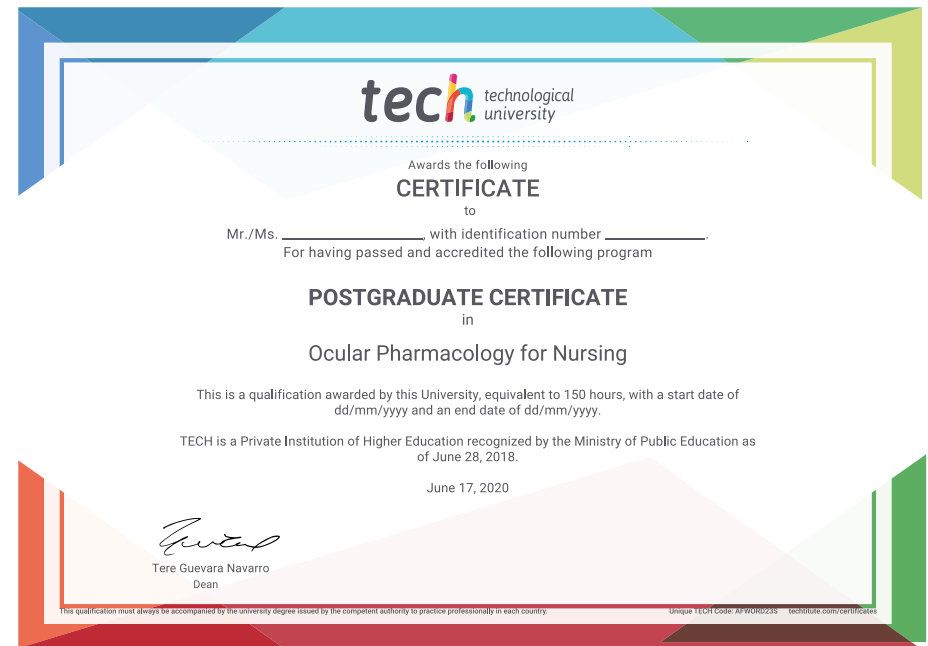 tech technological
university
Awards the following
CERTIFICATE
to
Mr./Ms. ____________, with identification number ____________.
For having passed and accredited the following program
POSTGRADUATE CERTIFICATE
in
Ocular Pharmacology for Nursing
This is a qualification awarded by this University, equivalent to 150 hours, with a start date of
dd/mm/yyyy and an end date of dd/mm/yyyy.
TECH is a Private Institution of Higher Education recognized by the Ministry of Public Education as
of June 28, 2018.
June 17, 2020
Tere Guevara Navarro
Dean
This qualification must always be accompanied by the university degree issued by the competent authority to practice professionally in each country. Unique TECH Code: AFWORD23S techtitute.com/certificates